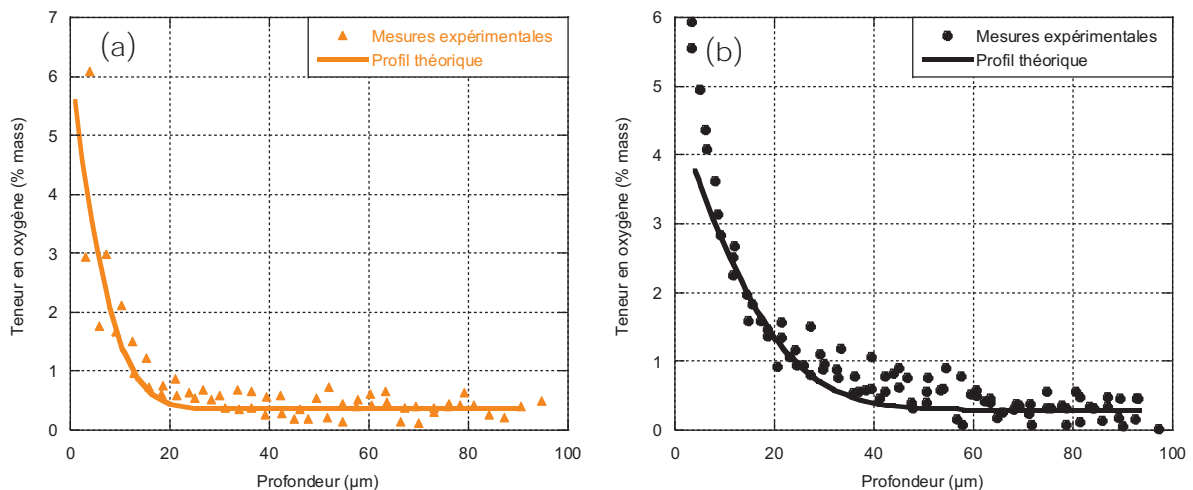 (a)
Mesures expérimentales
Profil théorique
Teneur en oxygène (% mass)
7
6
5
4
3
2
1
0
0 20 40 60 80 100
Profondeur (µm)
(b)
Mesures expérimentales
Profil théorique
Teneur en oxygène (% mass)
6
5
4
3
2
1
0
0 20 40 60 80 100
Profondeur (µm)